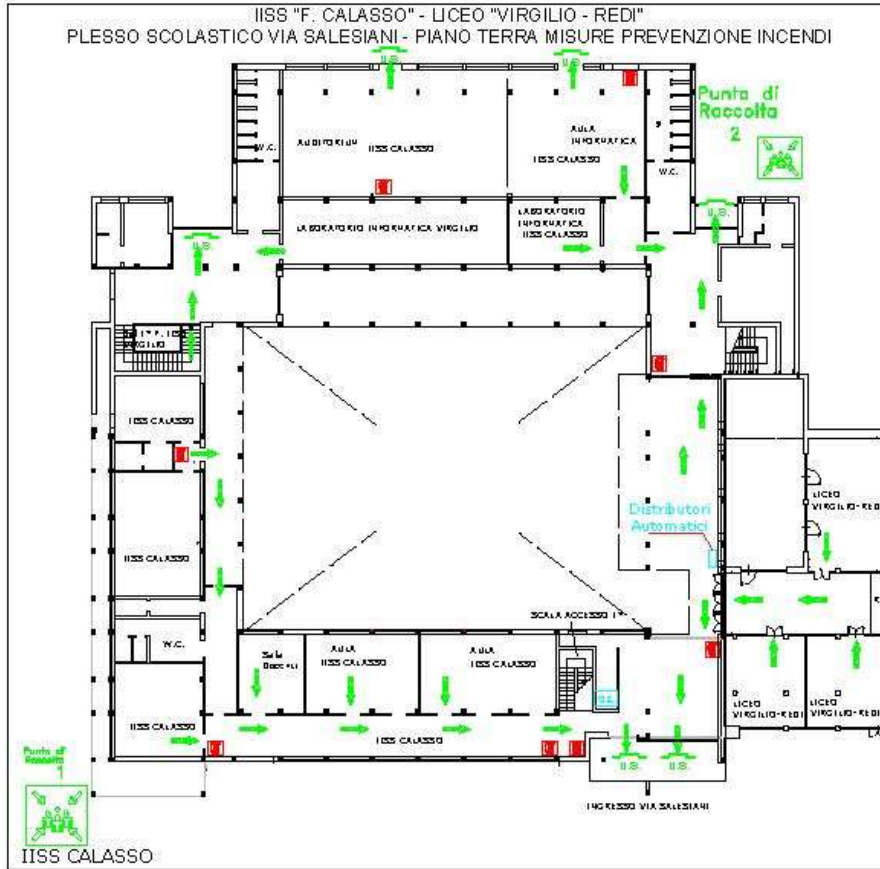 IISS "F. CALASSO" - LICEO "VIRGILIO - REDI"
PLESSO SCOLASTICO VIA SALESIANI - PIANO TERRA MISURE PREVENZIONE INCENDI
U.S.
U.S.
Punto di
Raccolta
2
W.C.
AUDITORIUM
IISS CALASSO
AULA
INFORMATICA
IISS CALASSO
W.C.
U.S.
LABORATORIO INFORMATICA VIRGILIO
LABORATORIO
INFORMATICA
IISS CALASSO
U.S.
VIRGILIO
IISS CALASSO
IISS CALASSO
LICEO
VIRGILIO-REDI
Distributori
Automatici
SCALA ACCESSO 1°
W.C.
Sala
Docenti
AULA
IISS CALASSO
AULA
IISS CALASSO
IISS CALASSO
LICEO
VIRGILIO-REDI
LICEO
VIRGILIO-REDI
IISS CALASSO
U.S.
U.S.
INGRESSO VIA SALESIANI
Punto di
Raccolta
1
IISS CALASSO